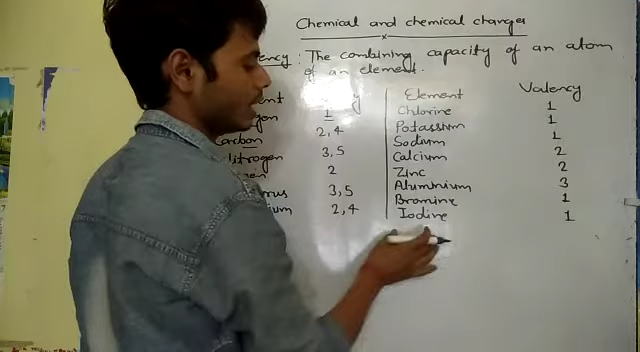 Chemical and chemical changes
ency: The combining capacity of an atom
of an element.
Element Valency
1 Chlorine 1
Carbon 2,4 Potassium 1
Sodium 1
Nitrogen 3,5 Calcium 2
2 Zinc 2
3,5 Aluminium 3
2,4 Bromine 1
Iodine 1